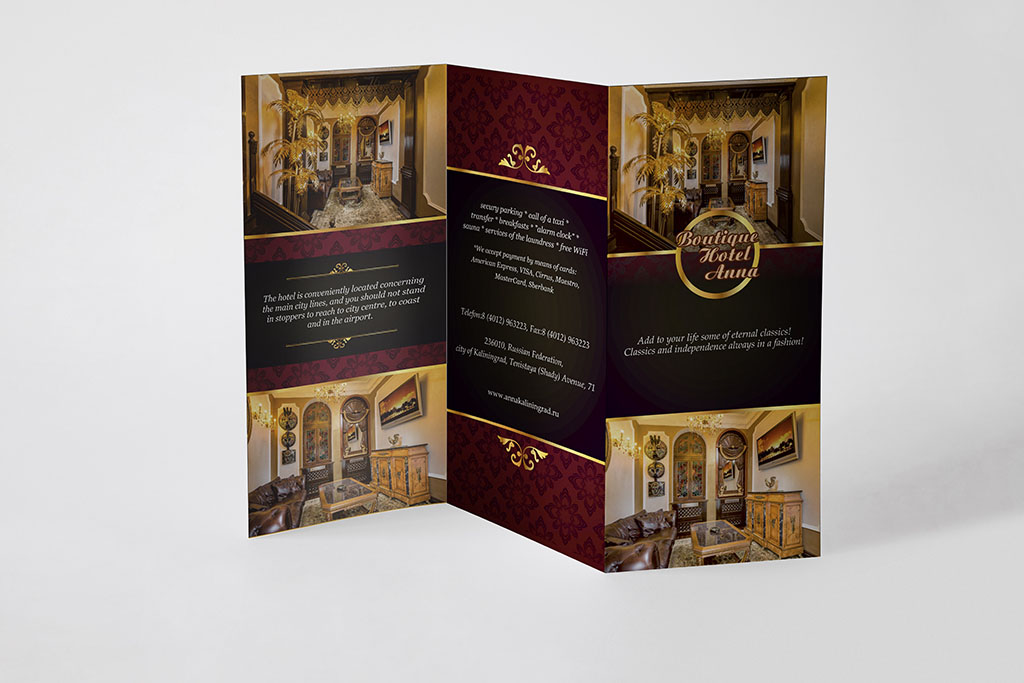 The hotel is conveniently located concerning
the main city lines, and you should not stand
in stoppers to reach to city centre, to coast
and in the airport.
secury parking * call of a taxi *
transfer * breakfasts * "alarm clock" *
sauna * services of the laundress * free WiFi
*We except payment by means of cards:
American Express, VISA, Cirrus, Maestro,
MasterCard, Sberbank
Telefon:8 (4012) 963223, Fax:8 (4012) 963223
236010, Russian Federation,
city of Kaliningrad, Tenistaya (Shady) Avenue, 71
www.annakaliningrad.ru
Boutique
Hotel
Anna
Add to your life some of eternal classics!
Classics and independence always in a fashion!